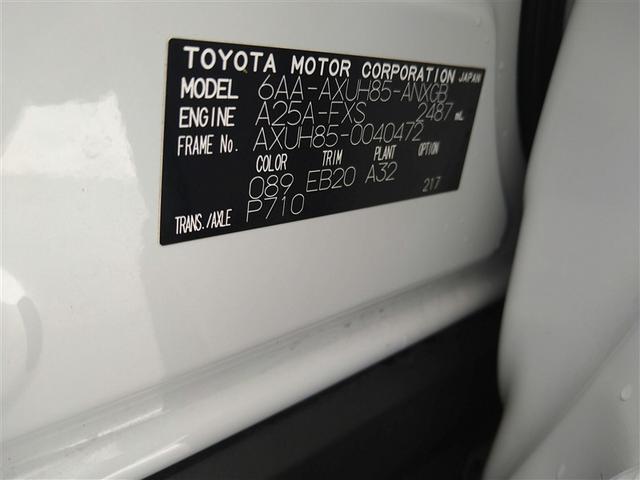 TOYOTA MOTOR CORPORATION JAPAN
MODEL 6AA-AXUH85-ANXGB
ENGINE A25A-FXS 2487 mL
FRAME No. AXUH85-0040472
COLOR TRIM PLANT OPTION
089 EB20 A32 217
TRANS./AXLE P710